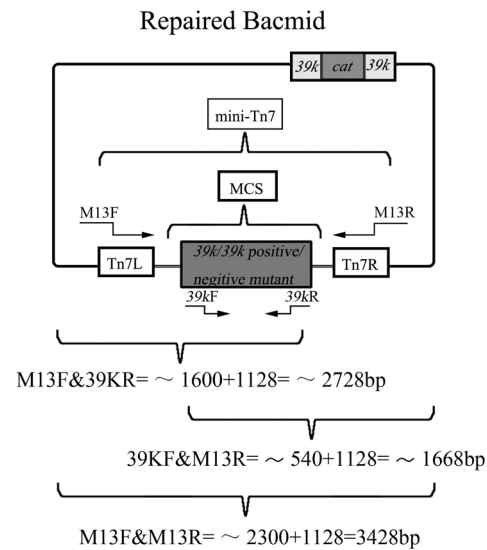 Repaired Bacmid
39k cat 39k
mini-Tn7
MCS
M13F
M13R
Tn7L
39k/39k positive/
negitive mutant
Tn7R
39kF
39kR
M13F&39KR= ~ 1600+1128= ~ 2728bp
39KF&M13R= ~ 540+1128= ~ 1668bp
M13F&M13R= ~ 2300+1128=3428bp